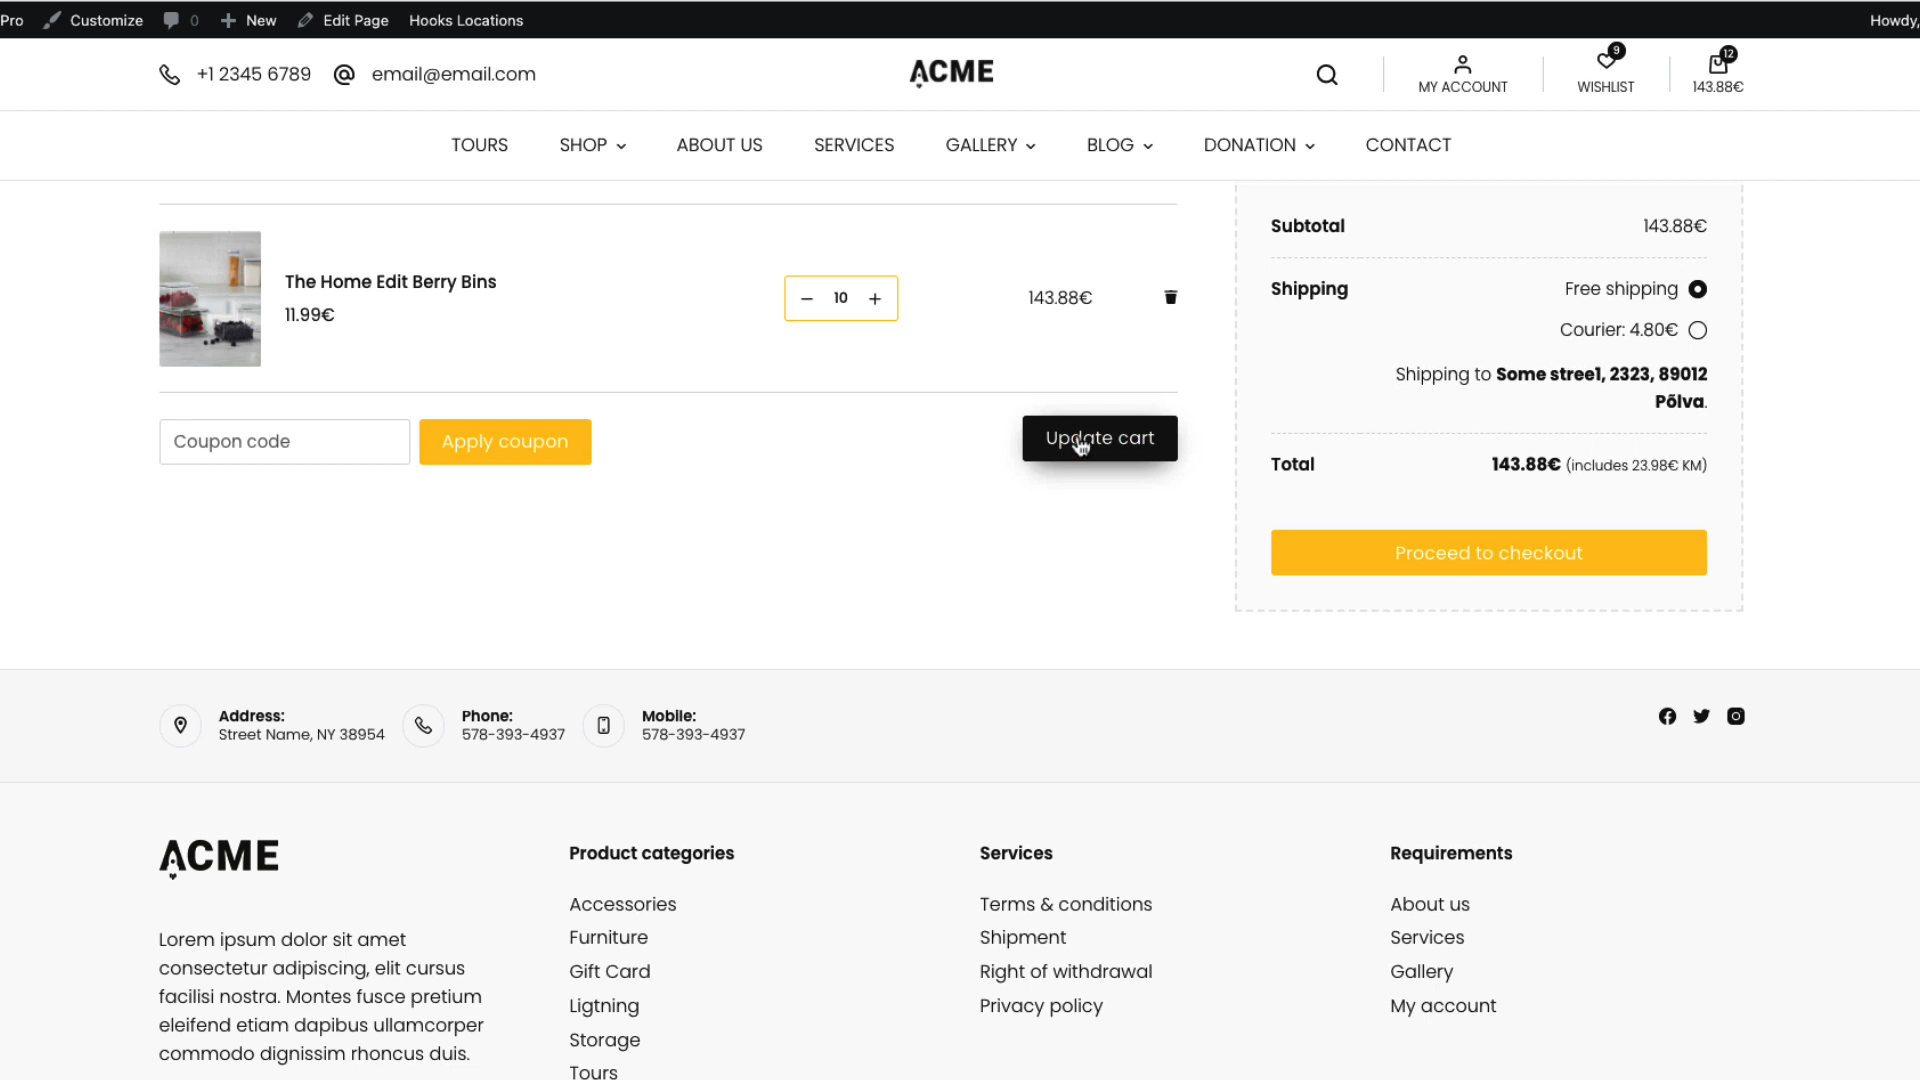 Pro Customize 0 New Edit Page Hooks Locations Howdy,
+1 2345 6789 email@email.com ACME MY ACCOUNT 9 WISHLIST 12 143.88€
TOURS SHOP ABOUT US SERVICES GALLERY BLOG DONATION CONTACT
The Home Edit Berry Bins
11.99€
− 10 + 143.88€
Coupon code Apply coupon Update cart
Subtotal 143.88€
Shipping Free shipping
Courier: 4.80€
Shipping to Some stree1, 2323, 89012
Põlva.
Total 143.88€ (includes 23.98€ KM)
Proceed to checkout
Address:
Street Name, NY 38954
Phone:
578-393-4937
Mobile:
578-393-4937
ACME
Lorem ipsum dolor sit amet
consectetur adipiscing, elit cursus
facilisi nostra. Montes fusce pretium
eleifend etiam dapibus ullamcorper
commodo dignissim rhoncus duis.
Product categories
Accessories
Furniture
Gift Card
Ligtning
Storage
Tours
Services
Terms & conditions
Shipment
Right of withdrawal
Privacy policy
Requirements
About us
Services
Gallery
My account